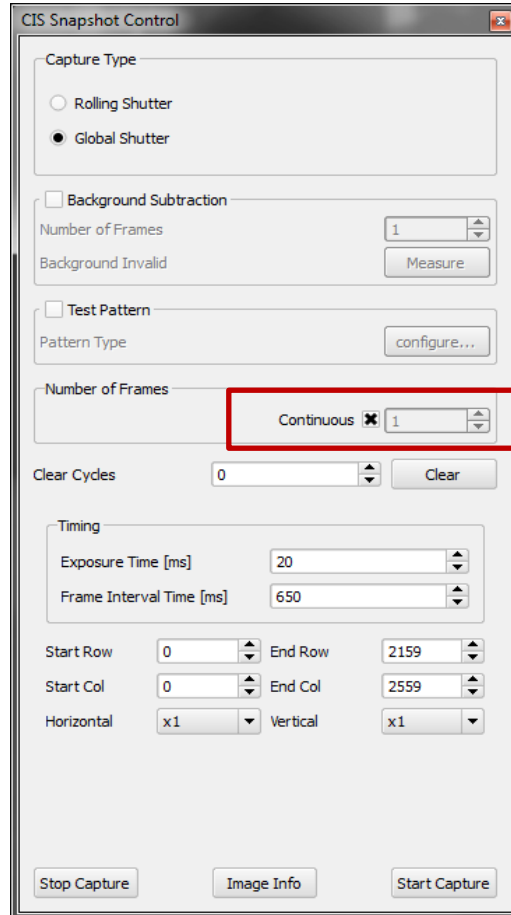 CIS Snapshot Control
Capture Type
Rolling Shutter
Global Shutter
Background Subtraction
Number of Frames 1
Background Invalid Measure
Test Pattern
Pattern Type configure...
Number of Frames
Continuous 1
Clear Cycles 0 Clear
Timing
Exposure Time [ms] 20
Frame Interval Time [ms] 650
Start Row 0 End Row 2159
Start Col 0 End Col 2559
Horizontal x1 Vertical x1
Stop Capture Image Info Start Capture